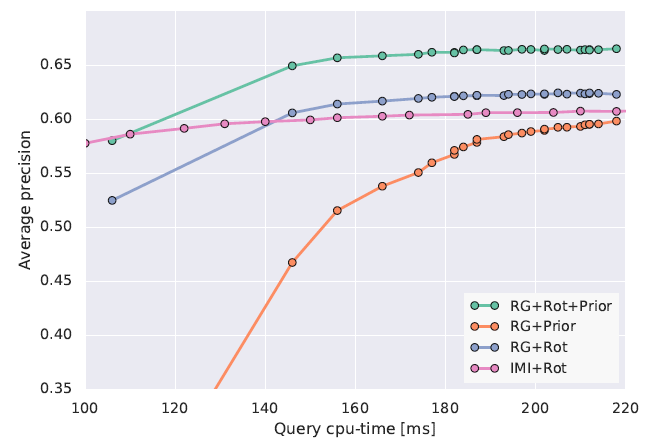 0.65
0.60
0.55
0.50
0.45
0.40
0.35
Average precision
RG+Rot+Prior
RG+Prior
RG+Rot
IMI+Rot
100 120 140 160 180 200 220
Query cpu-time [ms]